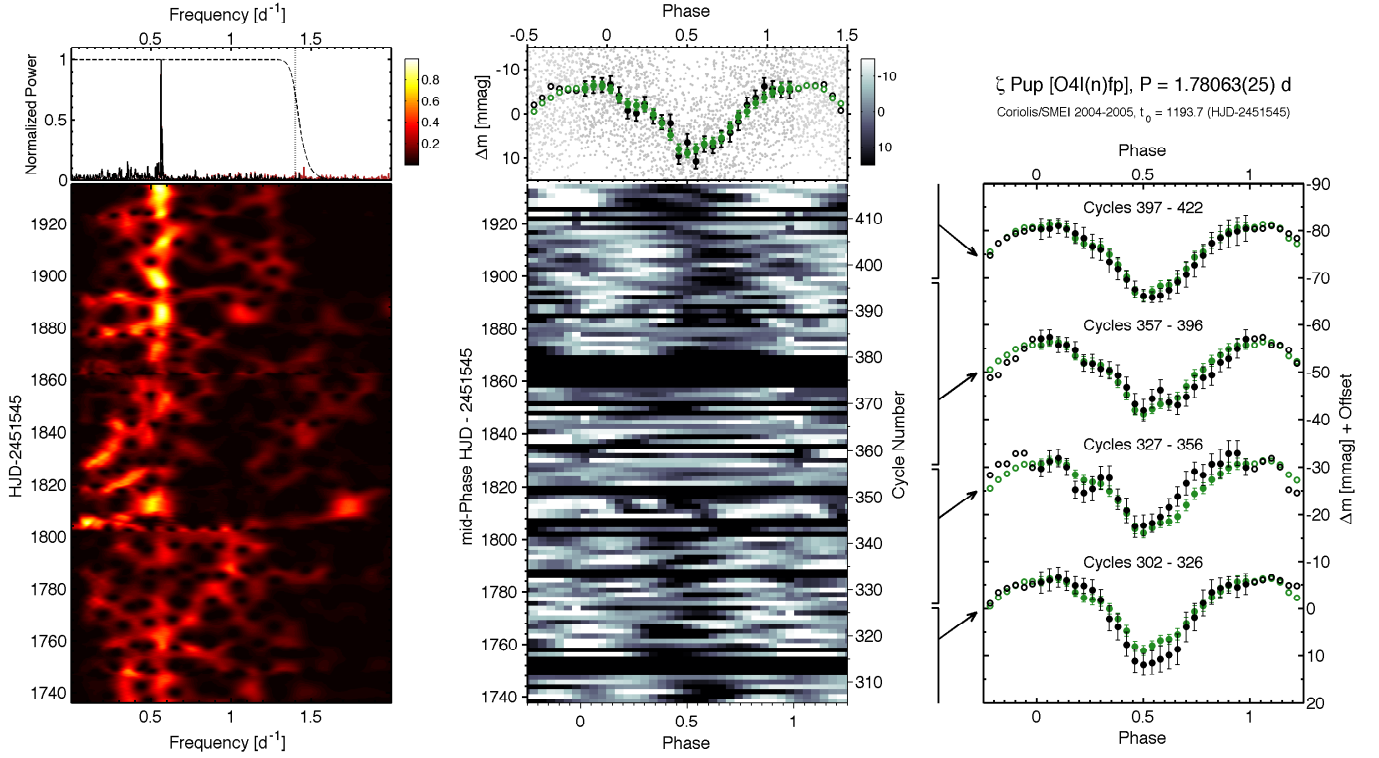 Frequency [d⁻¹]
0.5 1 1.5
Normalized Power
1
0.5
0
0.8
0.6
0.4
0.2
HJD-2451545
1920
1900
1880
1860
1840
1820
1800
1780
1760
1740
0.5 1 1.5
Frequency [d⁻¹]
Phase
-0.5 0 0.5 1 1.5
Δm [mmag]
-10
0
10
-10
0
10
mid-Phase HJD - 2451545
1920
1900
1880
1860
1840
1820
1800
1780
1760
1740
410
400
390
380
370
360
350
340
330
320
310
Cycle Number
0 0.5 1
Phase
ζ Pup [O4I(n)fp], P = 1.78063(25) d
Coriolis/SMEI 2004-2005, t₀ = 1193.7 (HJD-2451545)
Phase
0 0.5 1
Cycles 397 - 422
Cycles 357 - 396
Cycles 327 - 356
Cycles 302 - 326
-90
-80
-70
-60
-50
-40
-30
-20
-10
0
10
20
Δm [mmag] + Offset
0 0.5 1
Phase